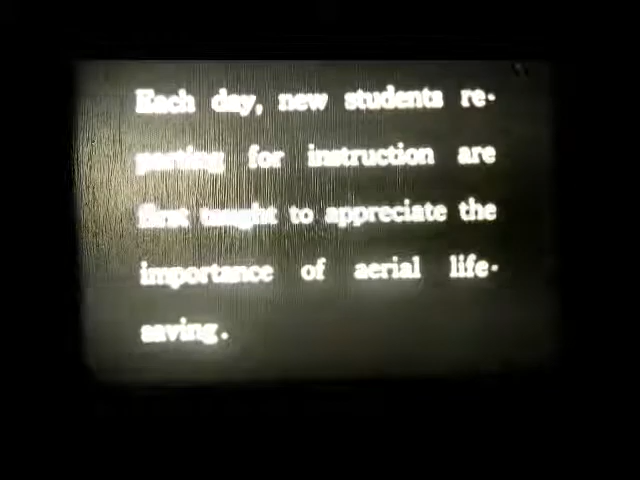 Each day, new students re-
porting for instruction are
first taught to appreciate the
importance of aerial life-
saving.